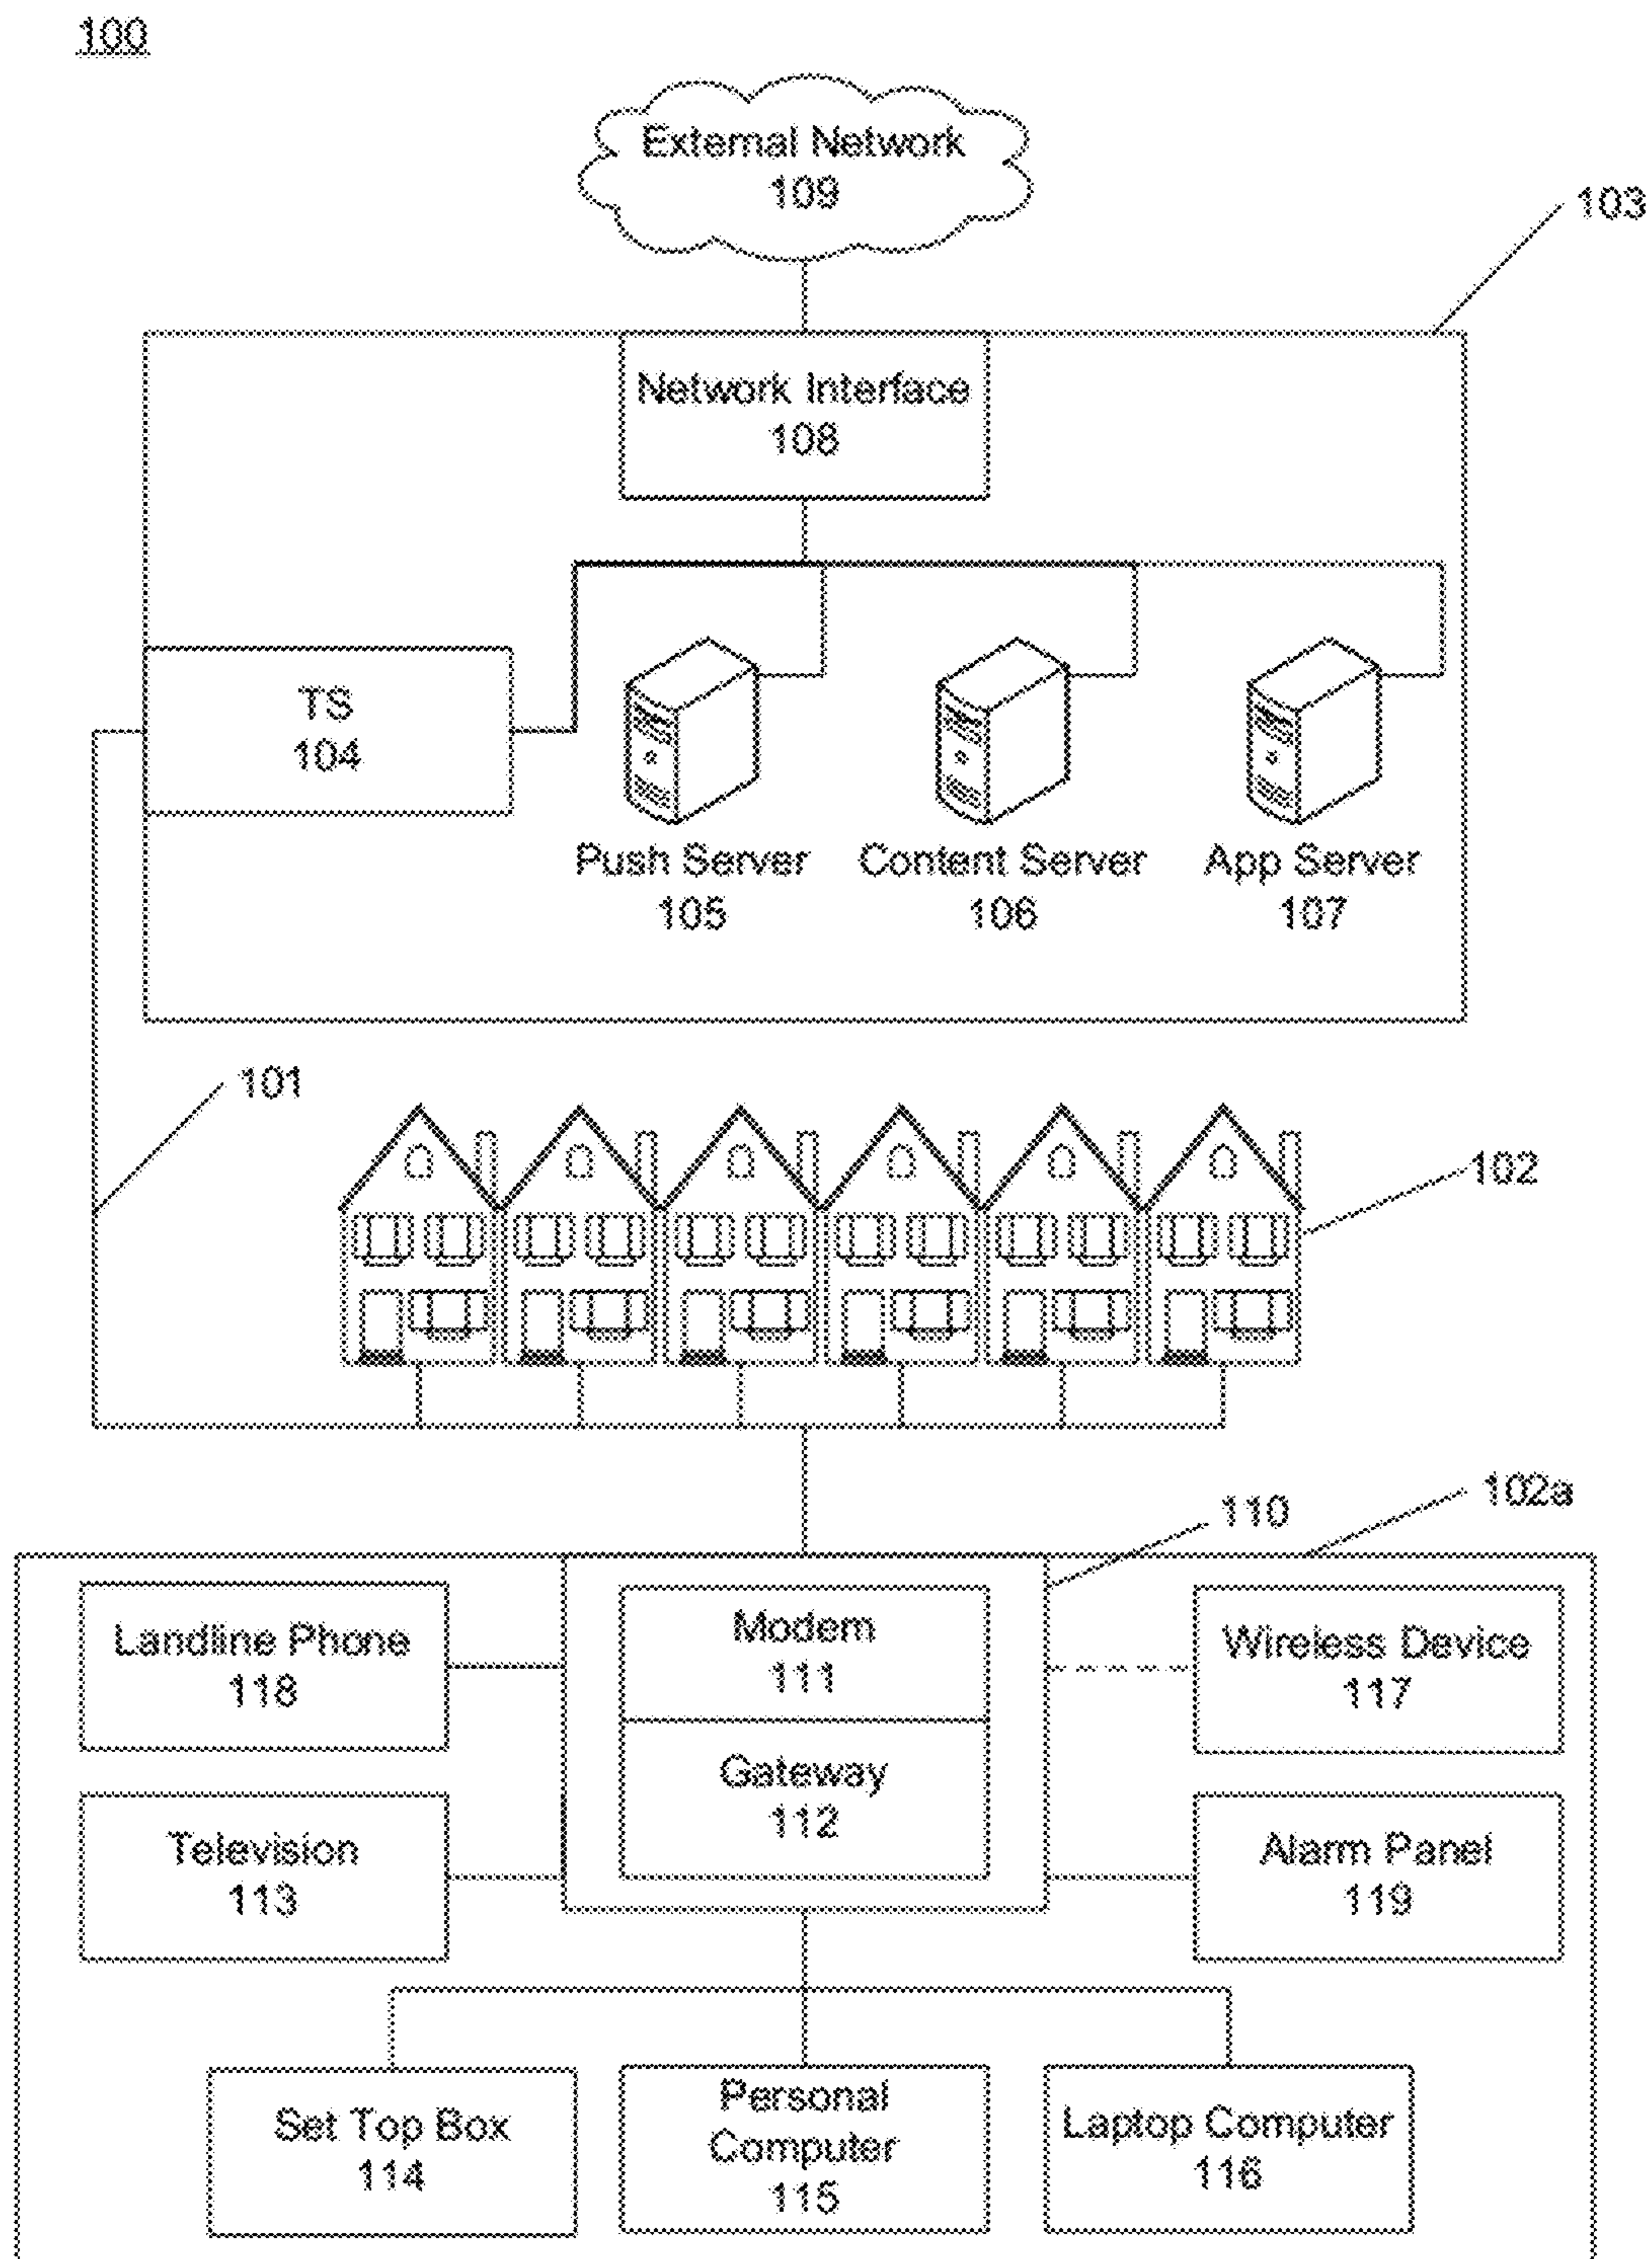 100
External Network
109
103
Network Interface
108
TS
104
Push Server
105
Content Server
106
App Server
107
101
102
102a
110
Landline Phone
118
Modem
111
Wireless Device
117
Gateway
112
Television
113
Alarm Panel
119
Set Top Box
114
Personal
Computer
115
Laptop Computer
116